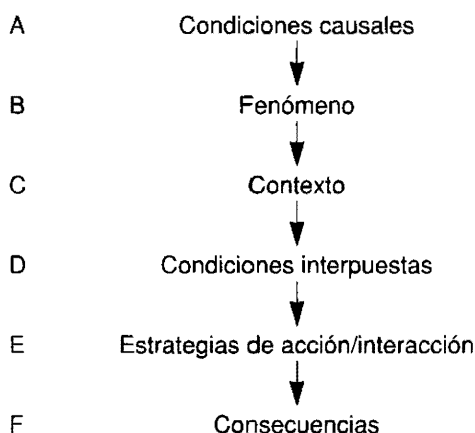 A Condiciones causales
B Fenómeno
C Contexto
D Condiciones interpuestas
E Estrategias de acción/interacción
F Consecuencias